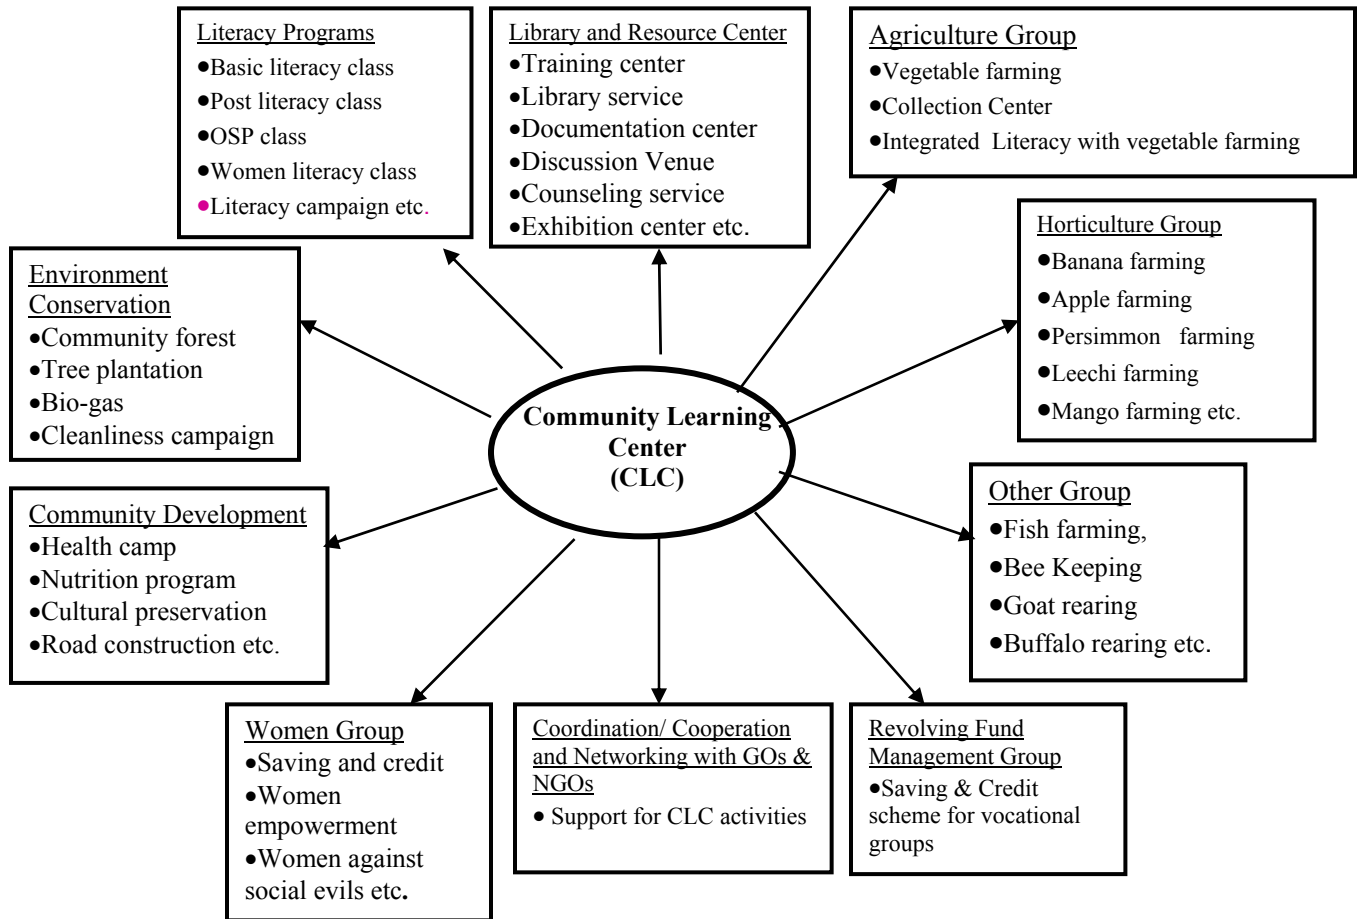 Literacy Programs
•Basic literacy class
•Post literacy class
•OSP class
•Women literacy class
•Literacy campaign etc.
Library and Resource Center
•Training center
•Library service
•Documentation center
•Discussion Venue
•Counseling service
•Exhibition center etc.
Agriculture Group
•Vegetable farming
•Collection Center
•Integrated Literacy with vegetable farming
Horticulture Group
•Banana farming
•Apple farming
•Persimmon farming
•Leechi farming
•Mango farming etc.
Environment
Conservation
•Community forest
•Tree plantation
•Bio-gas
•Cleanliness campaign
Community Learning
Center
(CLC)
Other Group
•Fish farming,
•Bee Keeping
•Goat rearing
•Buffalo rearing etc.
Community Development
•Health camp
•Nutrition program
•Cultural preservation
•Road construction etc.
Women Group
•Saving and credit
•Women
empowerment
•Women against
social evils etc.
Coordination/ Cooperation
and Networking with GOs &
NGOs
• Support for CLC activities
Revolving Fund
Management Group
•Saving & Credit
scheme for vocational
groups